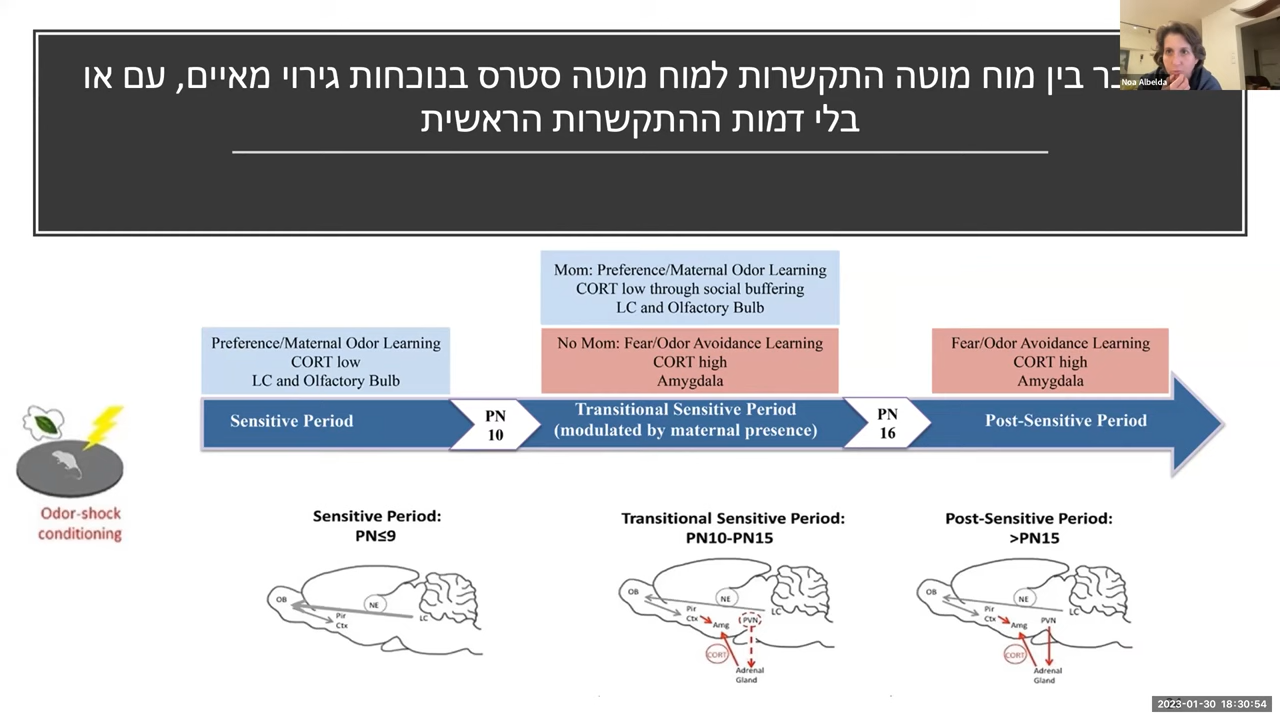 בין מוח מוטה התקשרות למוח מוטה סטרס בנוכחות גירוי מאיים, עם או
בלי דמות ההתקשרות הראשית
Noa Albelda
Mom: Preference/Maternal Odor Learning
CORT low through social buffering
LC and Olfactory Bulb
Preference/Maternal Odor Learning
CORT low
LC and Olfactory Bulb
No Mom: Fear/Odor Avoidance Learning
CORT high
Amygdala
Fear/Odor Avoidance Learning
CORT high
Amygdala
Sensitive Period
PN
10
Transitional Sensitive Period
(modulated by maternal presence)
PN
16
Post-Sensitive Period
Odor-shock
conditioning
Sensitive Period:
PN≤9
Transitional Sensitive Period:
PN10-PN15
Post-Sensitive Period:
>PN15
OB
NE
Pir
Ctx
LC
OB
NE
Pir
Ctx
Amg
PVN
LC
CORT
Adrenal
Gland
OB
NE
Pir
Ctx
Amg
PVN
LC
CORT
Adrenal
Gland
2023-01-30 18:30:54